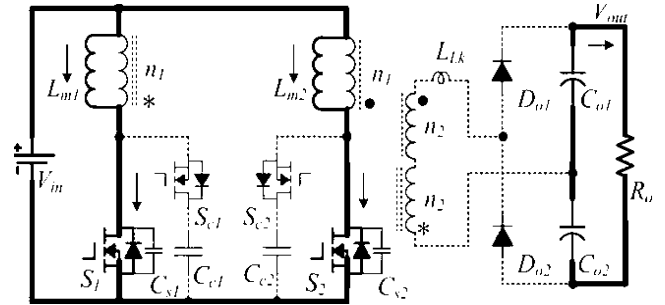 V_out
L_m1
n_1
*
L_m2
n_1
L_Lk
n_2
n_2
*
D_o1
C_o1
R_o
V_in
S_c1
S_c2
S_1
C_s1
C_c1
C_c2
S_2
C_s2
D_o2
C_o2